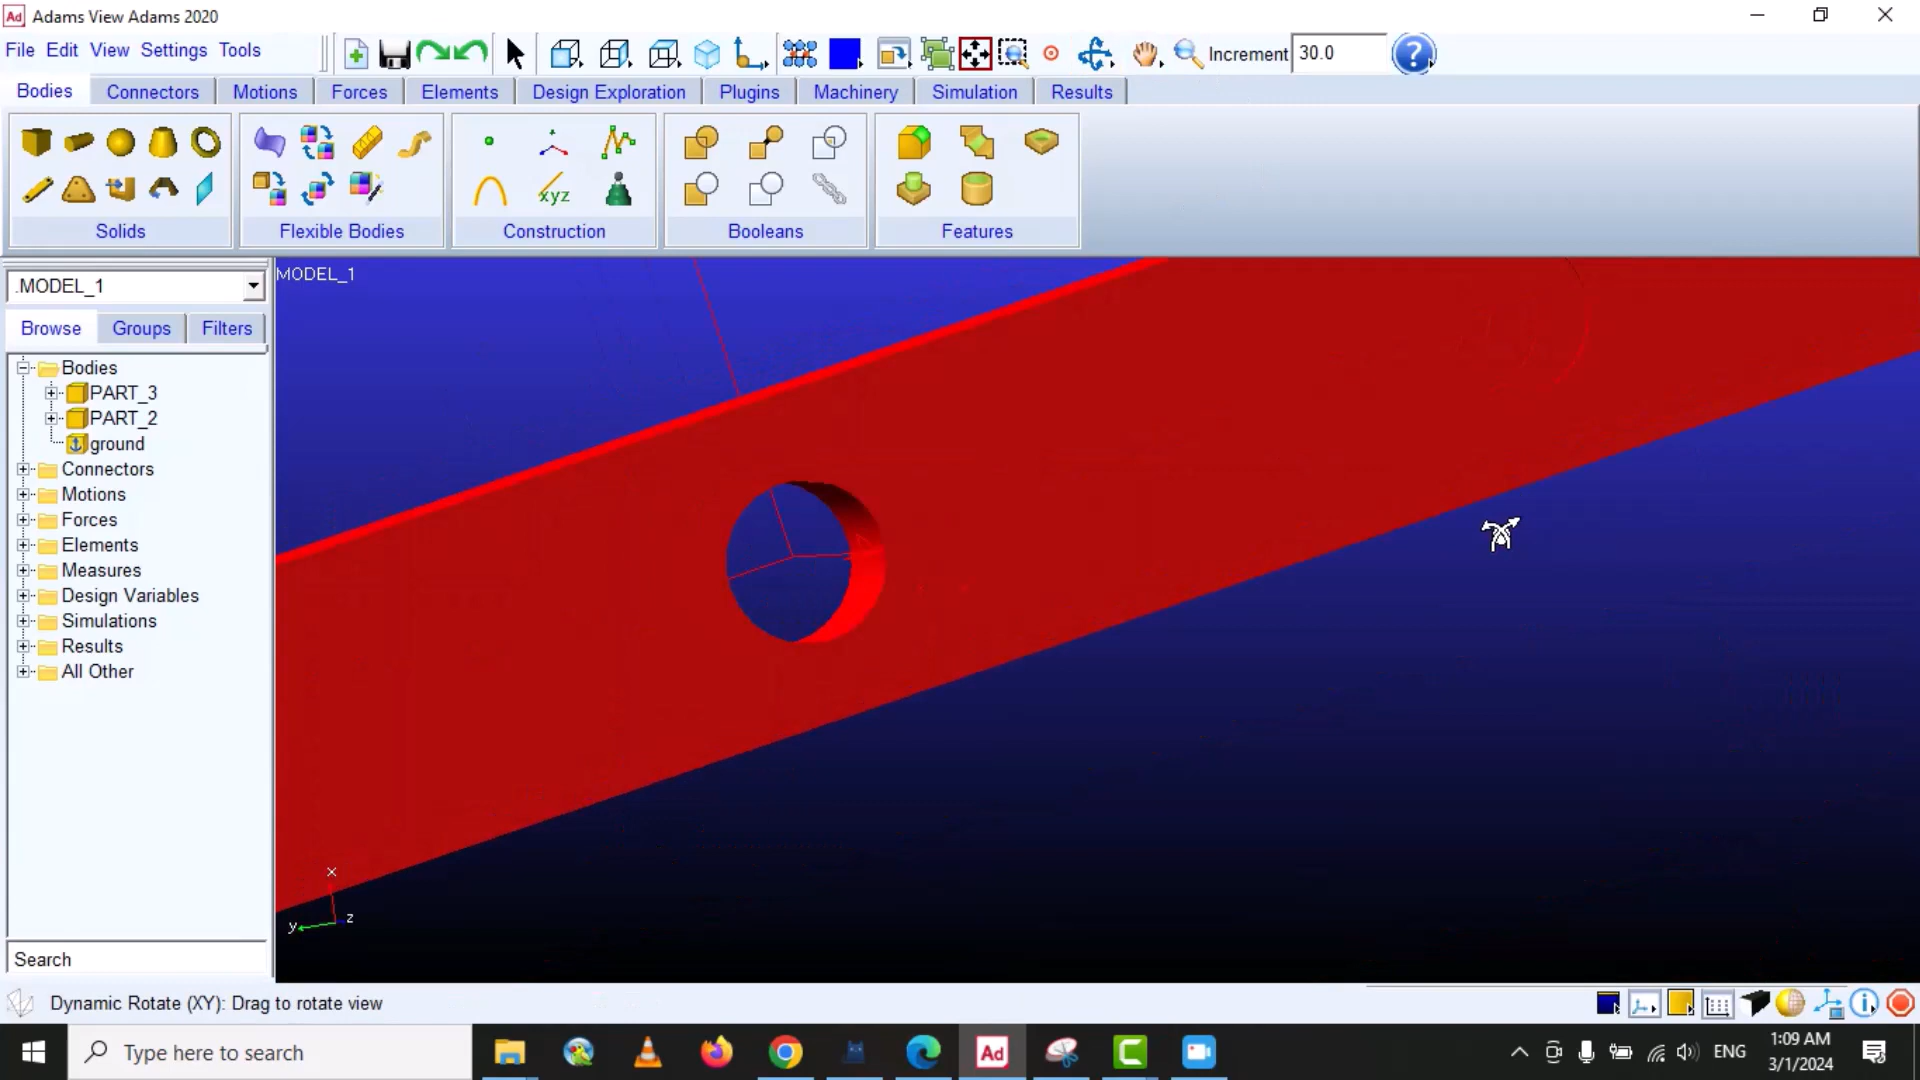 Ad Adams View Adams 2020
File Edit View Settings Tools
Increment 30.0 ?
Bodies Connectors Motions Forces Elements Design Exploration Plugins Machinery Simulation Results
xyz
Solids Flexible Bodies Construction Booleans Features
.MODEL_1
MODEL_1
Browse Groups Filters
Bodies
PART_3
PART_2
ground
Connectors
Motions
Forces
Elements
Measures
Design Variables
Simulations
Results
All Other
x
y z
Search
Dynamic Rotate (XY): Drag to rotate view
Type here to search
Ad
ENG
1:09 AM
3/1/2024